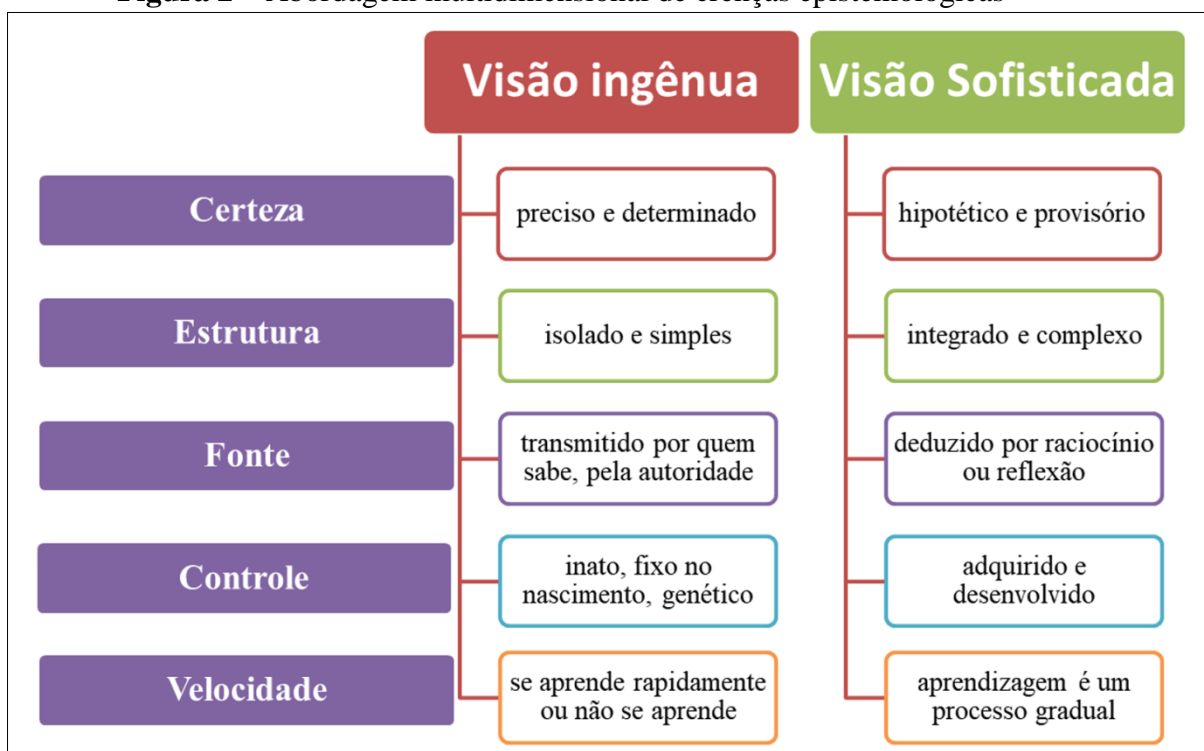 Visão ingênua
Visão Sofisticada
Certeza
preciso e determinado
hipotético e provisório
Estrutura
isolado e simples
integrado e complexo
Fonte
transmitido por quem
sabe, pela autoridade
deduzido por raciocínio
ou reflexão
Controle
inato, fixo no
nascimento, genético
adquirido e
desenvolvido
Velocidade
se aprende rapidamente
ou não se aprende
aprendizagem é um
processo gradual